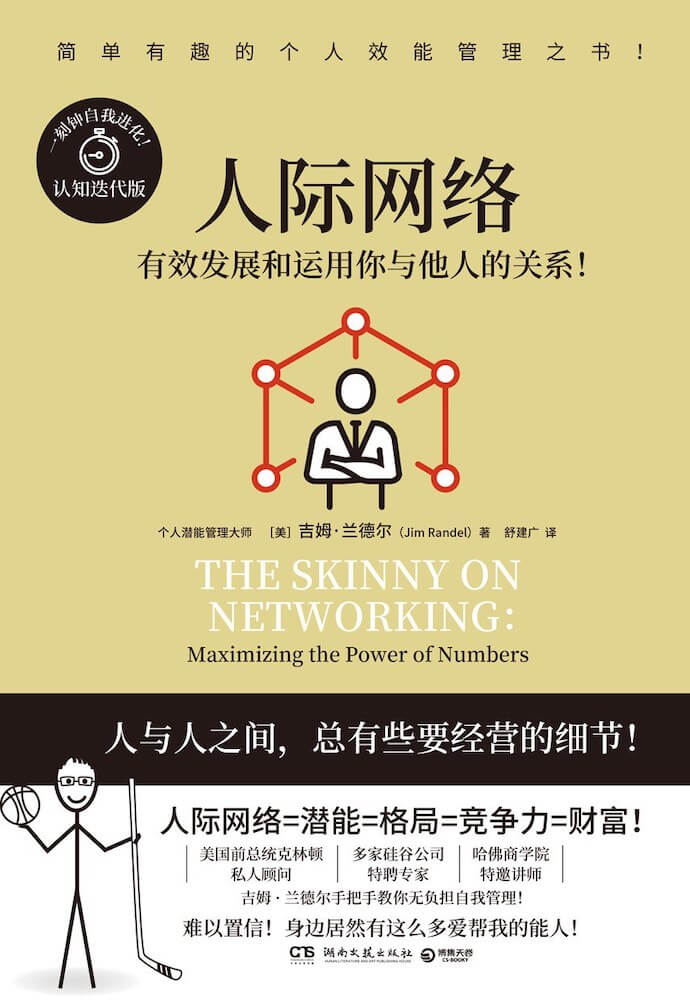 简单有趣的个人效能管理之书！
一刻钟自我进化！
认知迭代版
人际网络
有效发展和运用你与他人的关系！
个人潜能管理大师 ［美］吉姆·兰德尔（Jim Randel）著 舒建广 译
THE SKINNY ON
NETWORKING：
Maximizing the Power of Numbers
人与人之间，总有些要经营的细节！
人际网络=潜能=格局=竞争力=财富！
美国前总统克林顿 多家硅谷公司 哈佛商学院
私人顾问 特聘专家 特邀讲师
吉姆·兰德尔手把手教你无负担自我管理！
难以置信！身边居然有这么多爱帮我的能人！
湖南文艺出版社 博集天卷
HUNAN LITERATURE AND ART PUBLISHING HOUSE CS-BOOKY